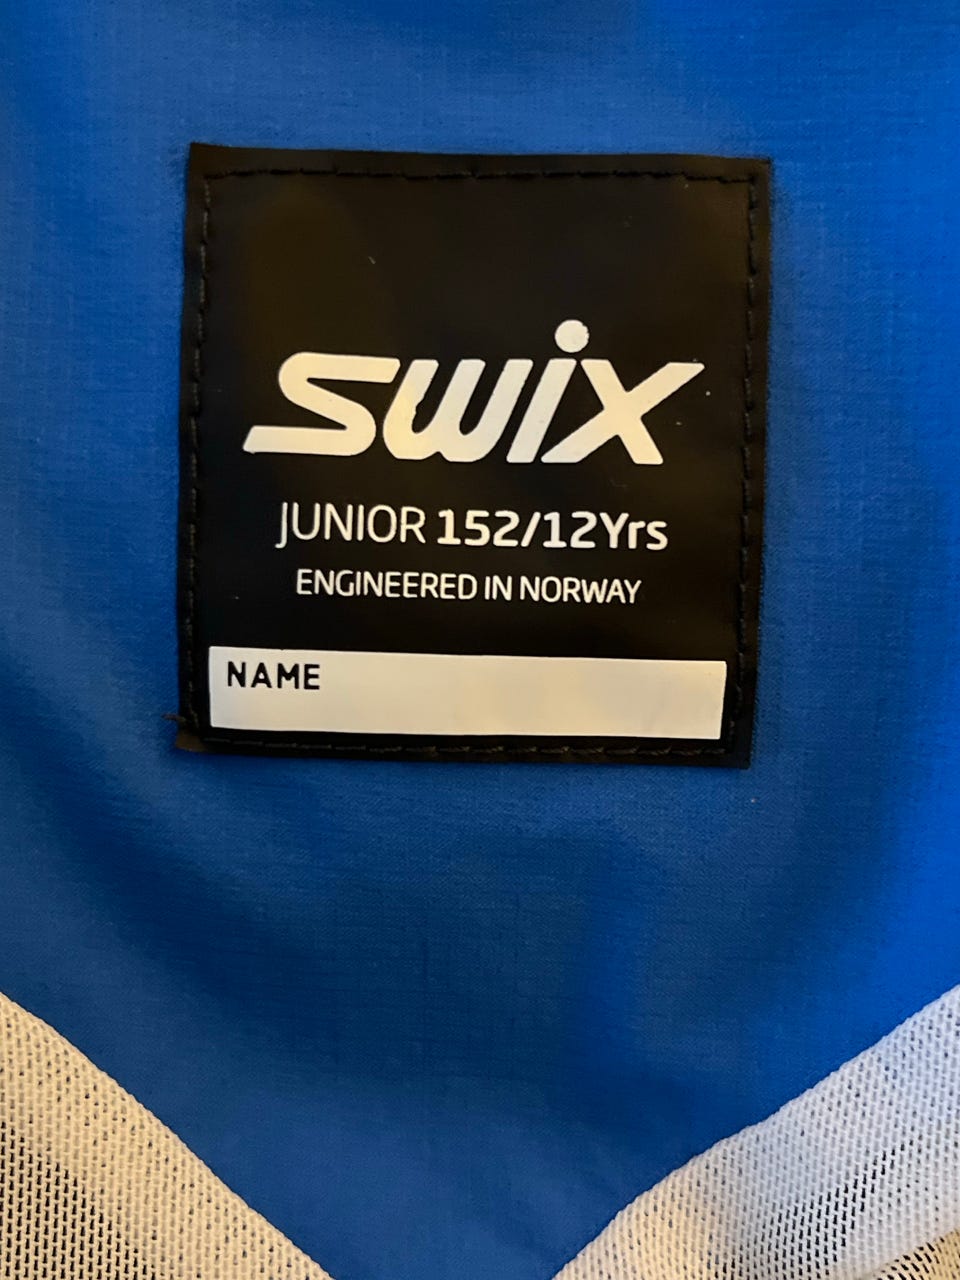 swix
JUNIOR 152/12Yrs
ENGINEERED IN NORWAY
NAME